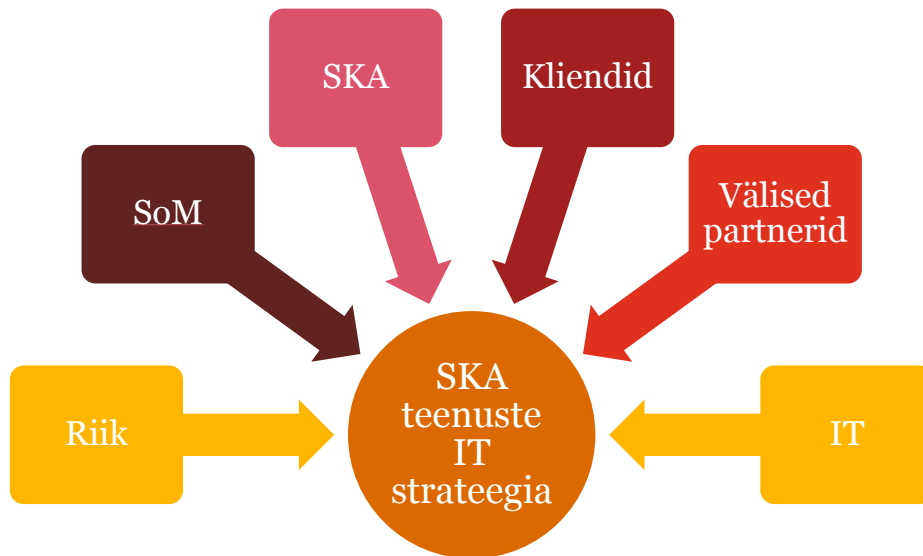 SKA
Kliendid
SoM
Välised
partnerid
Riik
SKA
teenuste
IT
strateegia
IT